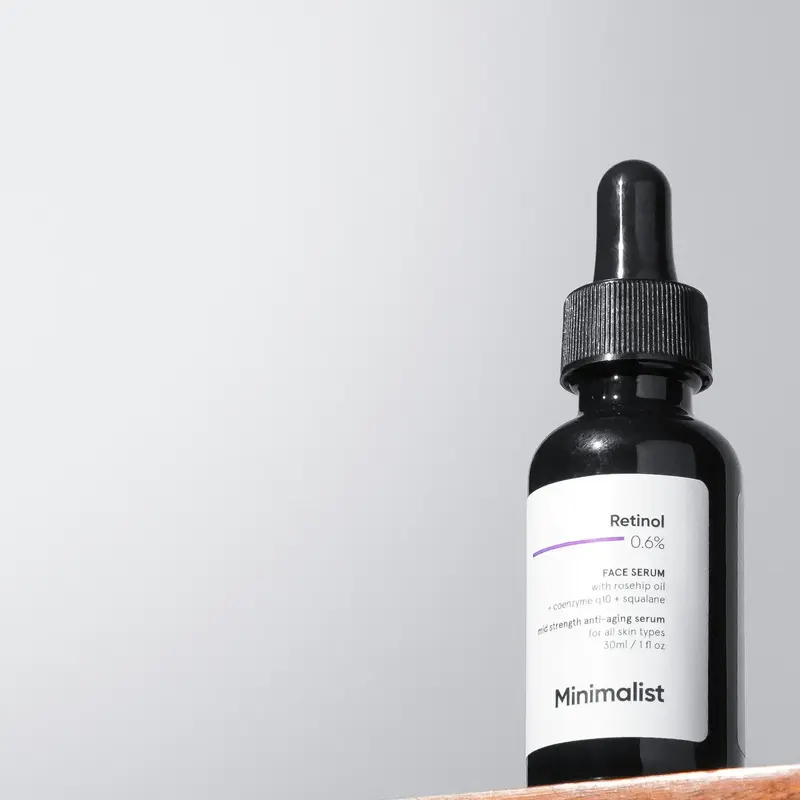 Retinol
0.6%
FACE SERUM
with rosehip oil
+ coenzyme q10 + squalane
mid strength anti-aging serum
for all skin types
30ml / 1 fl oz
Minimalist